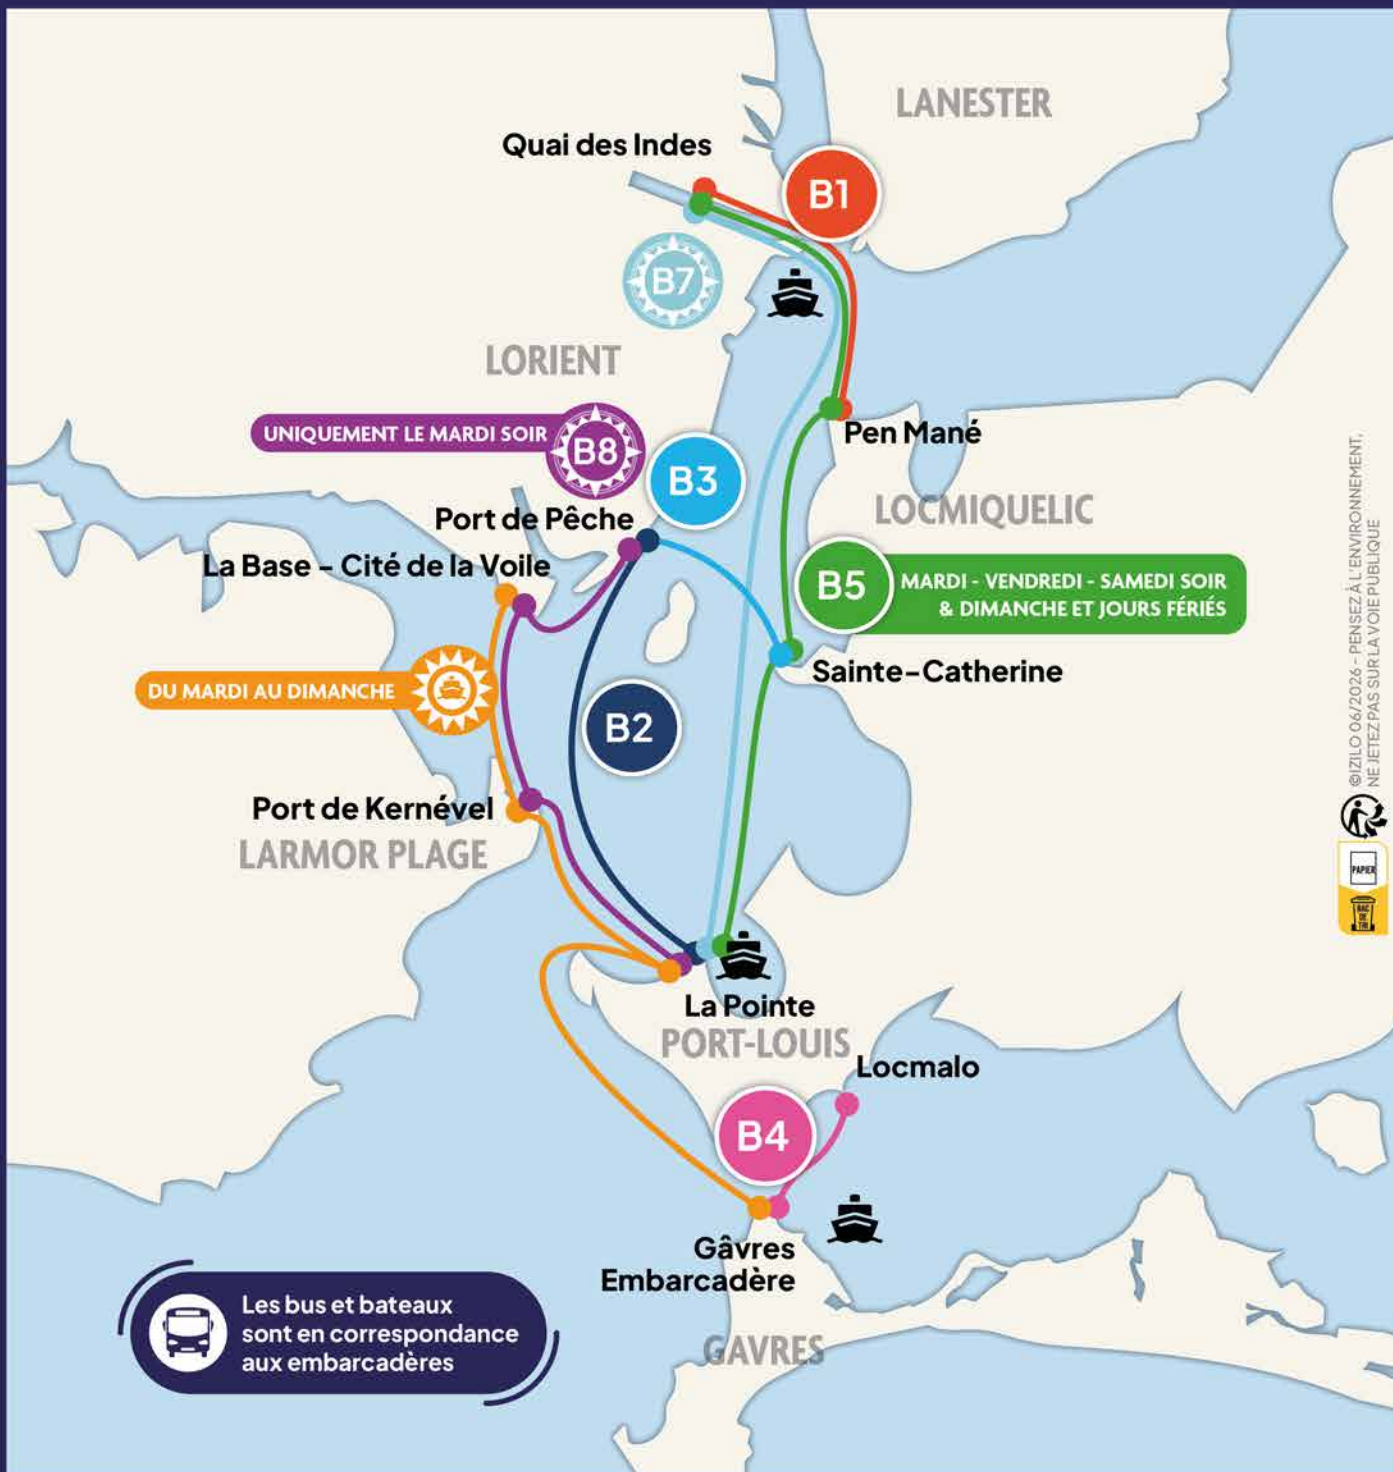 LANESTER
Quai des Indes
B1
B7
LORIENT
UNIQUEMENT LE MARDI SOIR
B8
B3
Pen Mané
LOCMIQUELIC
Port de Pêche
La Base - Cité de la Voile
B5
MARDI - VENDREDI - SAMEDI SOIR
& DIMANCHE ET JOURS FÉRIÉS
Sainte-Catherine
DU MARDI AU DIMANCHE
B2
Port de Kernével
LARMOR PLAGE
La Pointe
PORT-LOUIS
Locmalo
B4
Gâvres
Embarcadère
GAVRES
Les bus et bateaux
sont en correspondance
aux embarcadères
©IZILO 06/2026 - PENSEZ À L'ENVIRONNEMENT,
NE JETEZ PAS SUR LA VOIE PUBLIQUE
PAPIER
BAC
DE
TRI